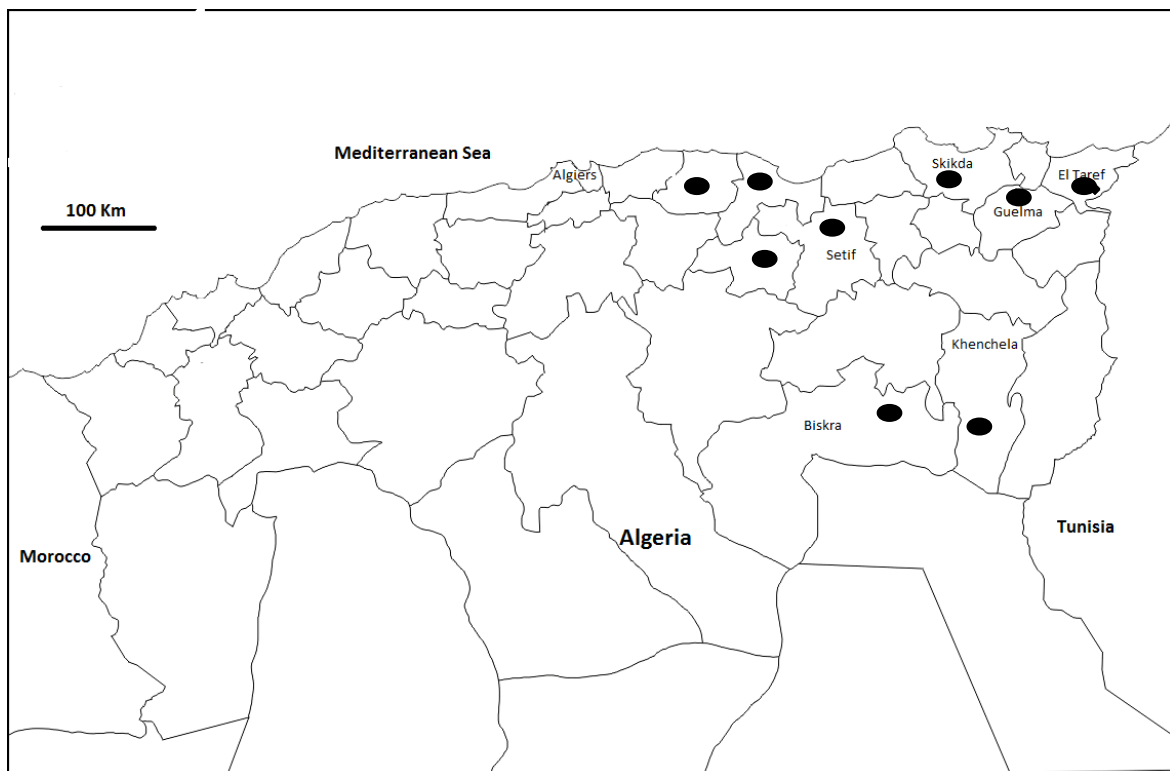 Mediterranean Sea
Skikda
Algiers
El Taref
100 Km
Guelma
Setif
Khenchela
Biskra
Algeria
Tunisia
Morocco